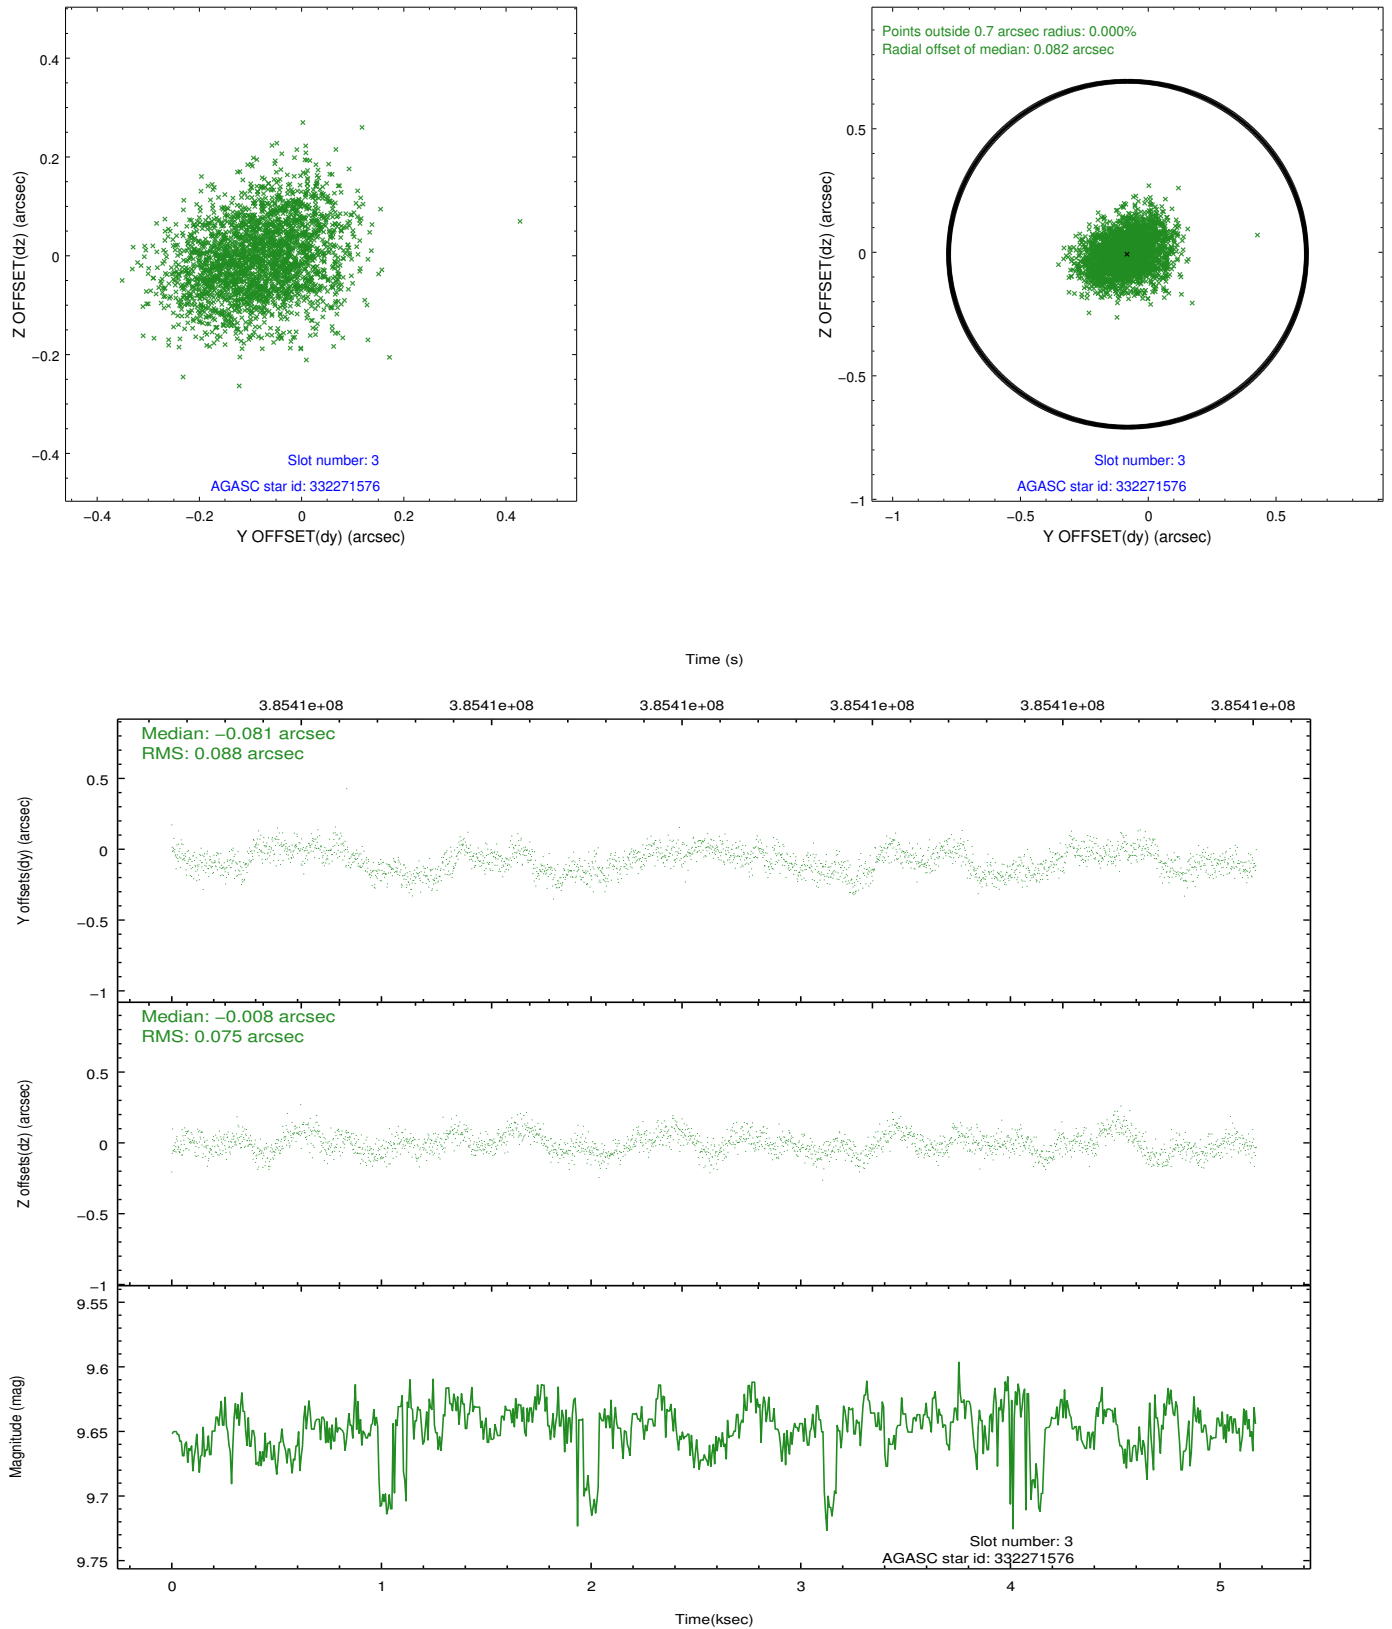 0.4
0.2
0
−0.2
−0.4
Z OFFSET(dz) (arcsec)
Slot number: 3
AGASC star id: 332271576
−0.4
−0.2
0
0.2
0.4
Y OFFSET(dy) (arcsec)
Points outside 0.7 arcsec radius: 0.000%
Radial offset of median: 0.082 arcsec
0.5
0
−0.5
−1
Z OFFSET(dz) (arcsec)
Slot number: 3
AGASC star id: 332271576
−1
−0.5
0
0.5
Y OFFSET(dy) (arcsec)
Time (s)
3.8541e+08
3.8541e+08
3.8541e+08
3.8541e+08
3.8541e+08
3.8541e+08
Median: −0.081 arcsec
RMS: 0.088 arcsec
0.5
0
−0.5
−1
Y offsets(dy) (arcsec)
Median: −0.008 arcsec
RMS: 0.075 arcsec
0.5
0
−0.5
−1
Z offsets(dz) (arcsec)
9.55
9.6
9.65
9.7
9.75
Magnitude (mag)
Slot number: 3
AGASC star id: 332271576
0
1
2
3
4
5
Time(ksec)